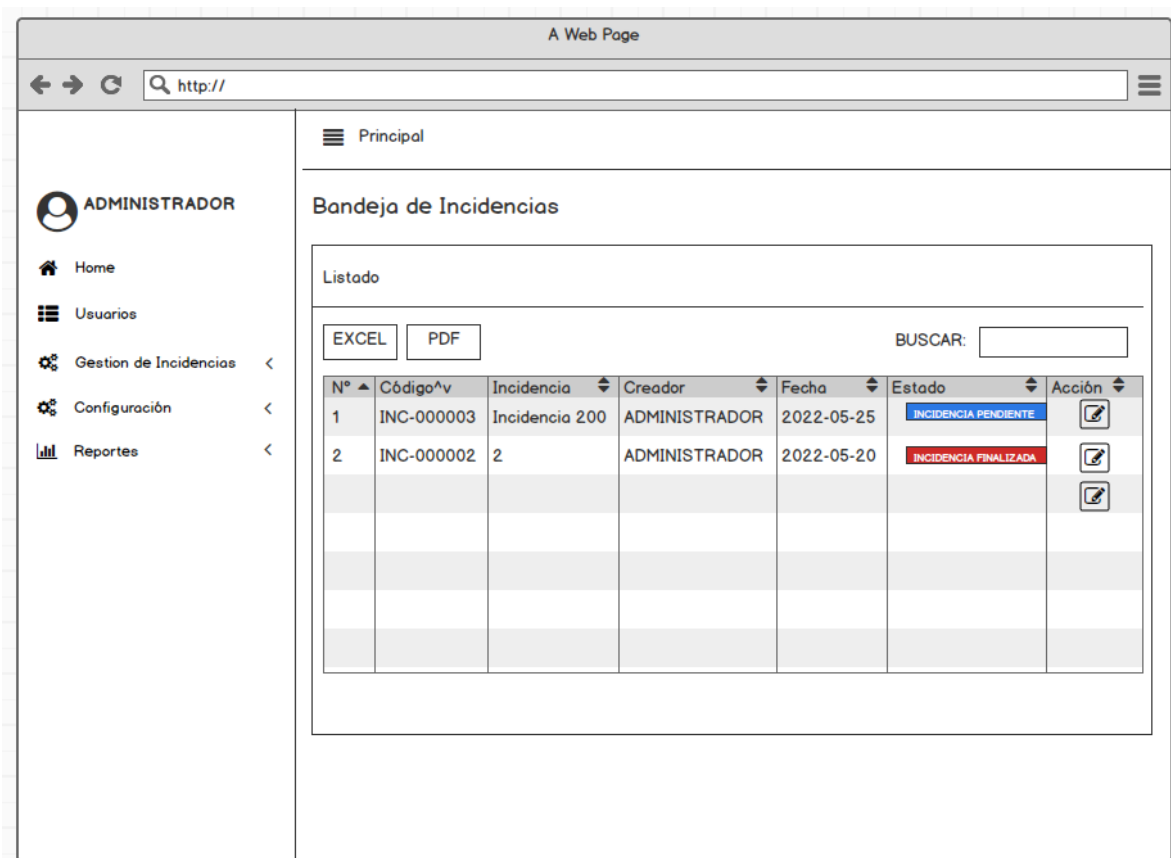 A Web Page
http://
Principal
ADMINISTRADOR
Home
Usuarios
Gestion de Incidencias
Configuración
Reportes
Bandeja de Incidencias
Listado
EXCEL PDF BUSCAR:
N° Código^v Incidencia Creador Fecha Estado Acción
1 INC-000003 Incidencia 200 ADMINISTRADOR 2022-05-25 INCIDENCIA PENDIENTE
2 INC-000002 2 ADMINISTRADOR 2022-05-20 INCIDENCIA FINALIZADA